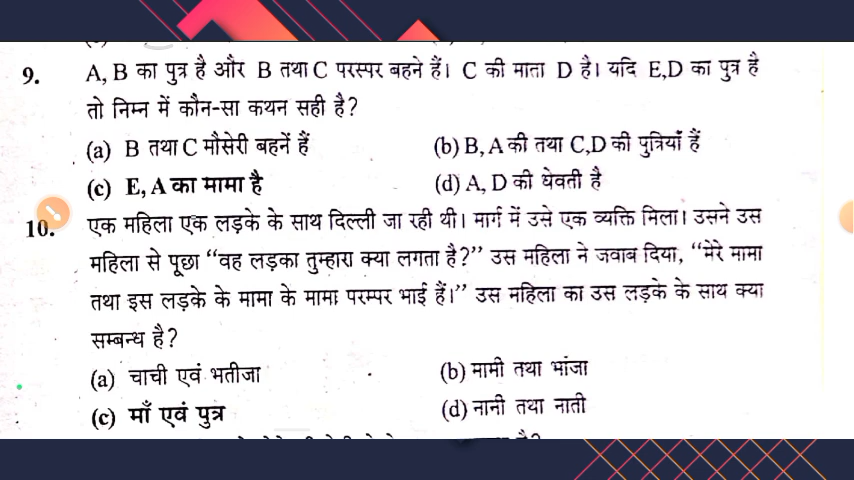 9. A, B का पुत्र है और B तथा C परस्पर बहने हैं। C की माता D है। यदि E,D का पुत्र है
तो निम्न में कौन-सा कथन सही है?
(a) B तथा C मौसेरी बहनें हैं (b) B, A की तथा C,D की पुत्रियाँ हैं
(c) E, A का मामा है (d) A, D की धेवती है
10. एक महिला एक लड़के के साथ दिल्ली जा रही थी। मार्ग में उसे एक व्यक्ति मिला। उसने उस
महिला से पूछा “वह लड़का तुम्हारा क्या लगता है?” उस महिला ने जवाब दिया, “मेरे मामा
तथा इस लड़के के मामा के मामा परम्पर भाई हैं।” उस महिला का उस लड़के के साथ क्या
सम्बन्ध है?
(a) चाची एवं भतीजा (b) मामी तथा भांजा
(c) माँ एवं पुत्र (d) नानी तथा नाती